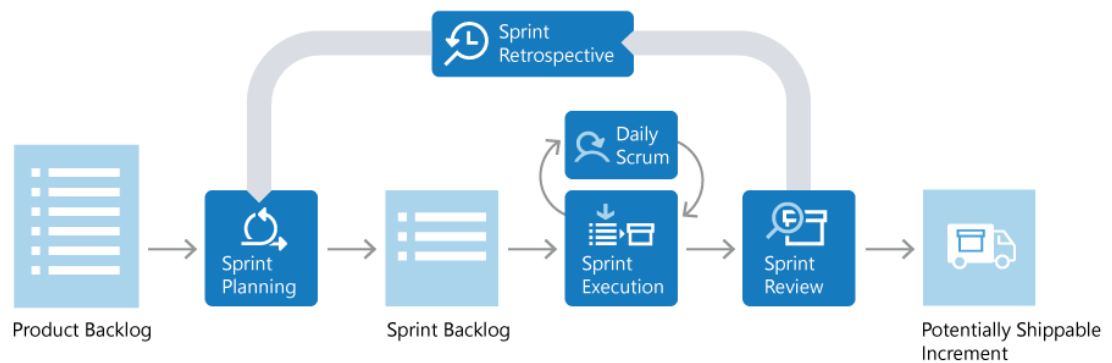 Sprint
Retrospective
Daily
Scrum
Sprint
Planning
Sprint
Execution
Sprint
Review
Product Backlog
Sprint Backlog
Potentially Shippable
Increment